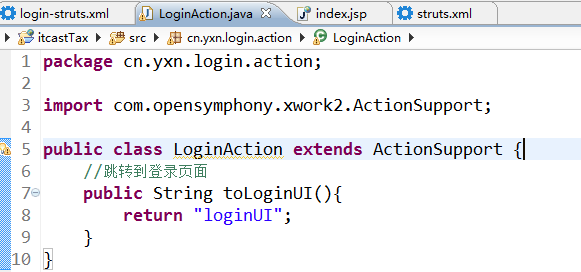 login-struts.xml LoginAction.java index.jsp struts.xml
itcastTax src cn.yxn.login.action LoginAction
1 package cn.yxn.login.action;
2
3 import com.opensymphony.xwork2.ActionSupport;
4
5 public class LoginAction extends ActionSupport {
6 //跳转到登录页面
7 public String toLoginUI(){
8 return "loginUI";
9 }
10 }